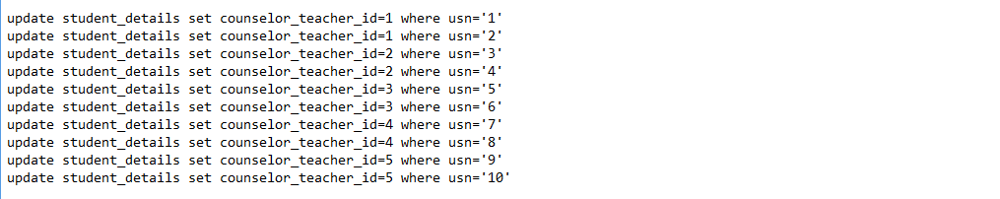 update student_details set counselor_teacher_id=1 where usn='1'
update student_details set counselor_teacher_id=1 where usn='2'
update student_details set counselor_teacher_id=2 where usn='3'
update student_details set counselor_teacher_id=2 where usn='4'
update student_details set counselor_teacher_id=3 where usn='5'
update student_details set counselor_teacher_id=3 where usn='6'
update student_details set counselor_teacher_id=4 where usn='7'
update student_details set counselor_teacher_id=4 where usn='8'
update student_details set counselor_teacher_id=5 where usn='9'
update student_details set counselor_teacher_id=5 where usn='10'